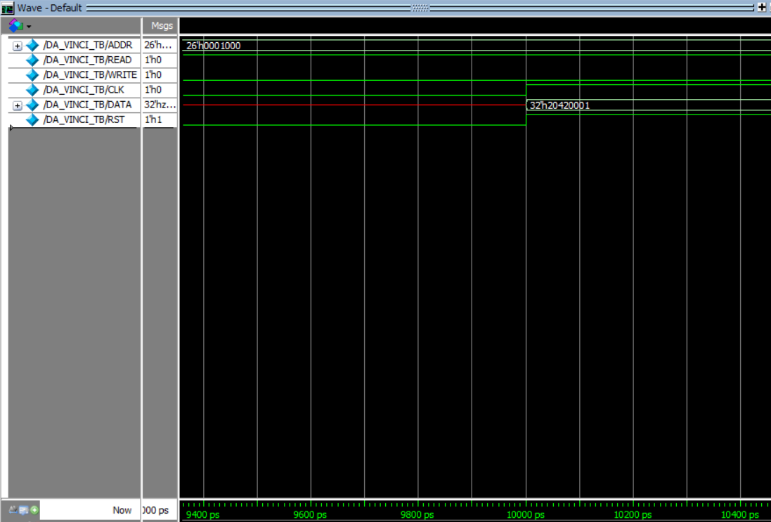 Wave - Default
Msgs
/DA_VINCI_TB/ADDR 26'h... 26'h0001000
/DA_VINCI_TB/READ 1'h0
/DA_VINCI_TB/WRITE 1'h0
/DA_VINCI_TB/CLK 1'h0
/DA_VINCI_TB/DATA 32'hz... 32'h20420001
/DA_VINCI_TB/RST 1'h1
Now 000 ps 9400 ps 9600 ps 9800 ps 10000 ps 10200 ps 10400 ps